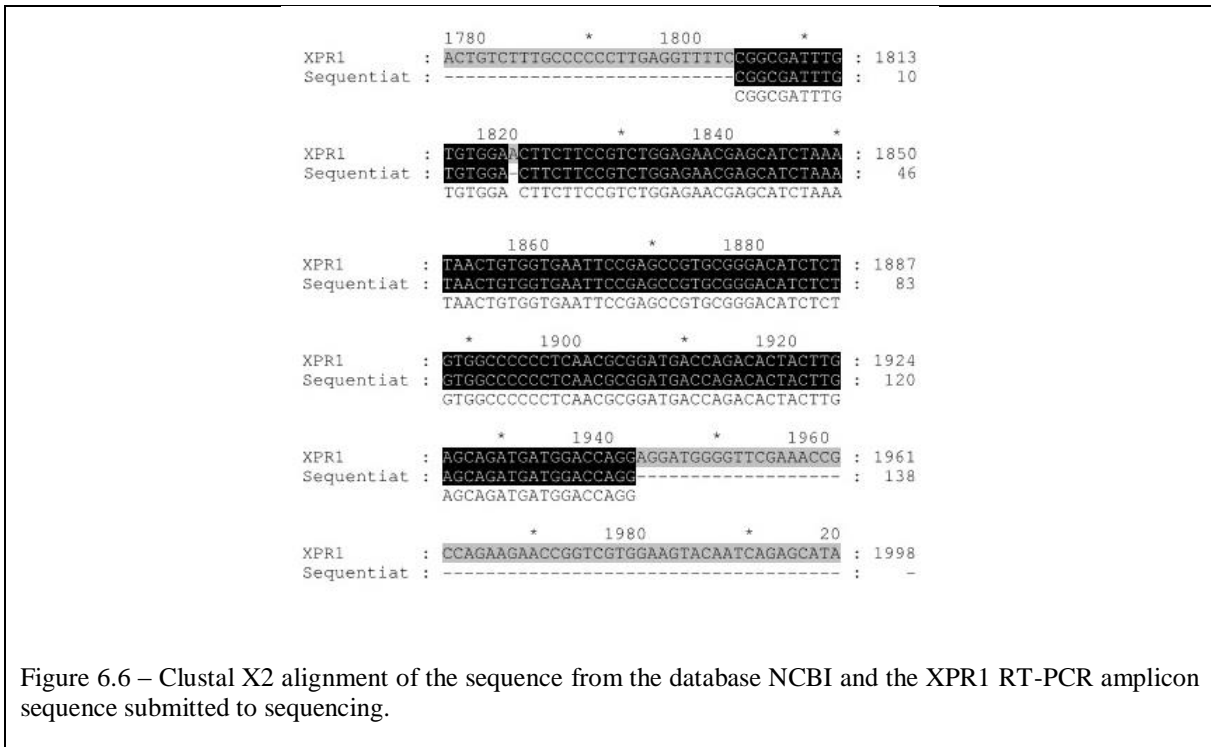 1780 * 1800 *
XPR1 : ACTGTCTTTGCCCCCCTTGAGGTTTTCCGGCGATTTG : 1813
Sequentiat : ---------------------------CGGCGATTTG : 10
CGGCGATTTG
1820 * 1840 *
XPR1 : TGTGGAACTTCTTCCGTCTGGAGAACGAGCATCTAAA : 1850
Sequentiat : TGTGGA-CTTCTTCCGTCTGGAGAACGAGCATCTAAA : 46
TGTGGA CTTCTTCCGTCTGGAGAACGAGCATCTAAA
1860 * 1880
XPR1 : TAACTGTGGTGAATTCCGAGCCGTGCGGGACATCTCT : 1887
Sequentiat : TAACTGTGGTGAATTCCGAGCCGTGCGGGACATCTCT : 83
TAACTGTGGTGAATTCCGAGCCGTGCGGGACATCTCT
* 1900 * 1920
XPR1 : GTGGCCCCCCTCAACGCGGATGACCAGACACTACTTG : 1924
Sequentiat : GTGGCCCCCCTCAACGCGGATGACCAGACACTACTTG : 120
GTGGCCCCCCTCAACGCGGATGACCAGACACTACTTG
* 1940 * 1960
XPR1 : AGCAGATGATGGACCAGGAGGATGGGGTTCGAAACCG : 1961
Sequentiat : AGCAGATGATGGACCAGG------------------- : 138
AGCAGATGATGGACCAGG
* 1980 * 20
XPR1 : CCAGAAGAACCGGTCGTGGAAGTACAATCAGAGCATA : 1998
Sequentiat : ------------------------------------- : -
Figure 6.6 – Clustal X2 alignment of the sequence from the database NCBI and the XPR1 RT-PCR amplicon
sequence submitted to sequencing.